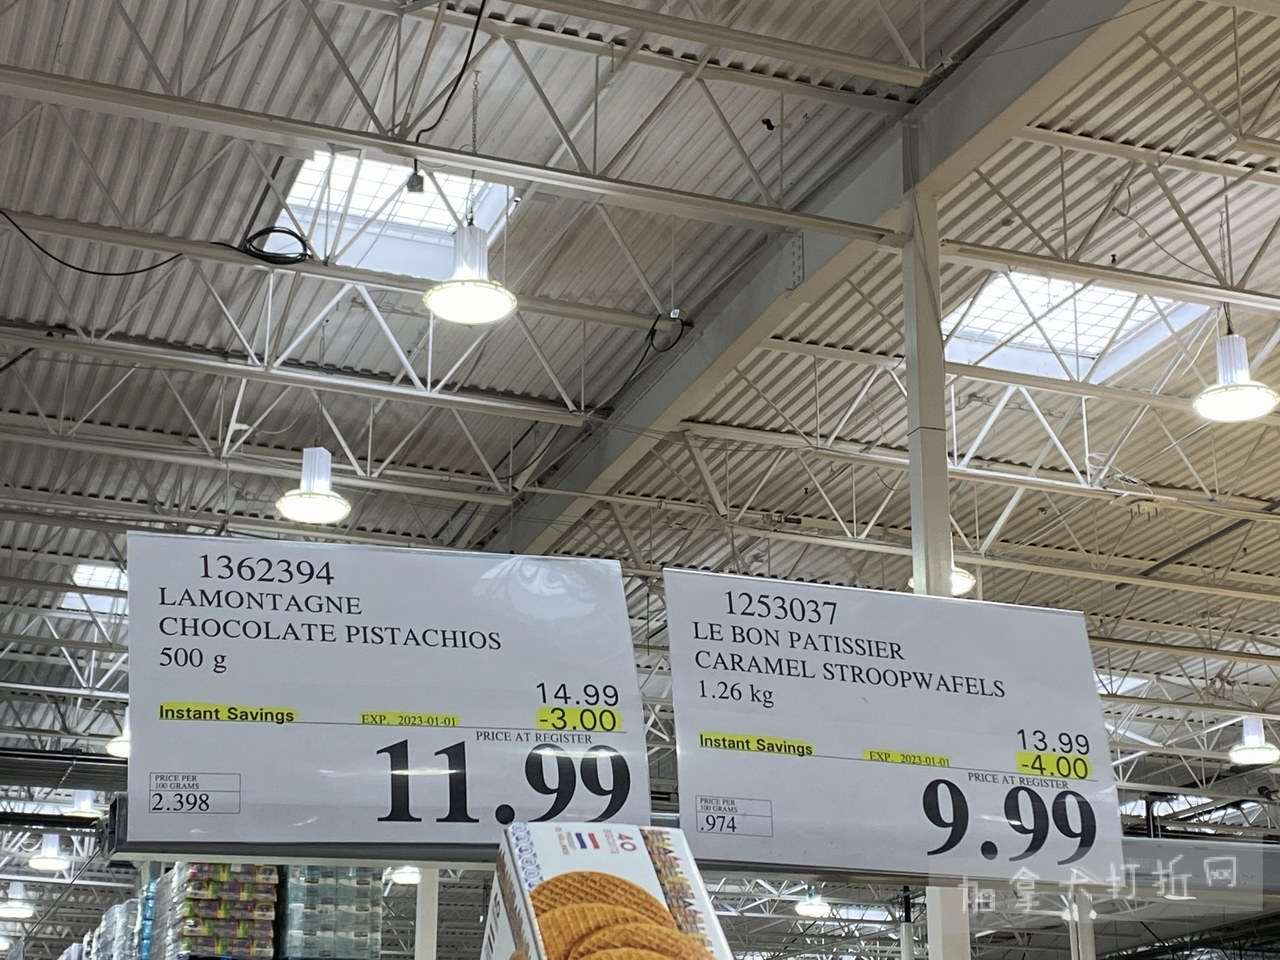 1362394
LAMONTAGNE
CHOCOLATE PISTACHIOS
500 g
14.99
Instant Savings EXP. 2023-01-01 -3.00
PRICE AT REGISTER
11.99
PRICE PER
100 GRAMS
2.398
1253037
LE BON PATISSIER
CARAMEL STROOPWAFELS
1.26 kg
13.99
Instant Savings EXP. 2023-01-01 -4.00
PRICE AT REGISTER
9.99
PRICE PER
100 GRAMS
.974
40
加拿大打折网